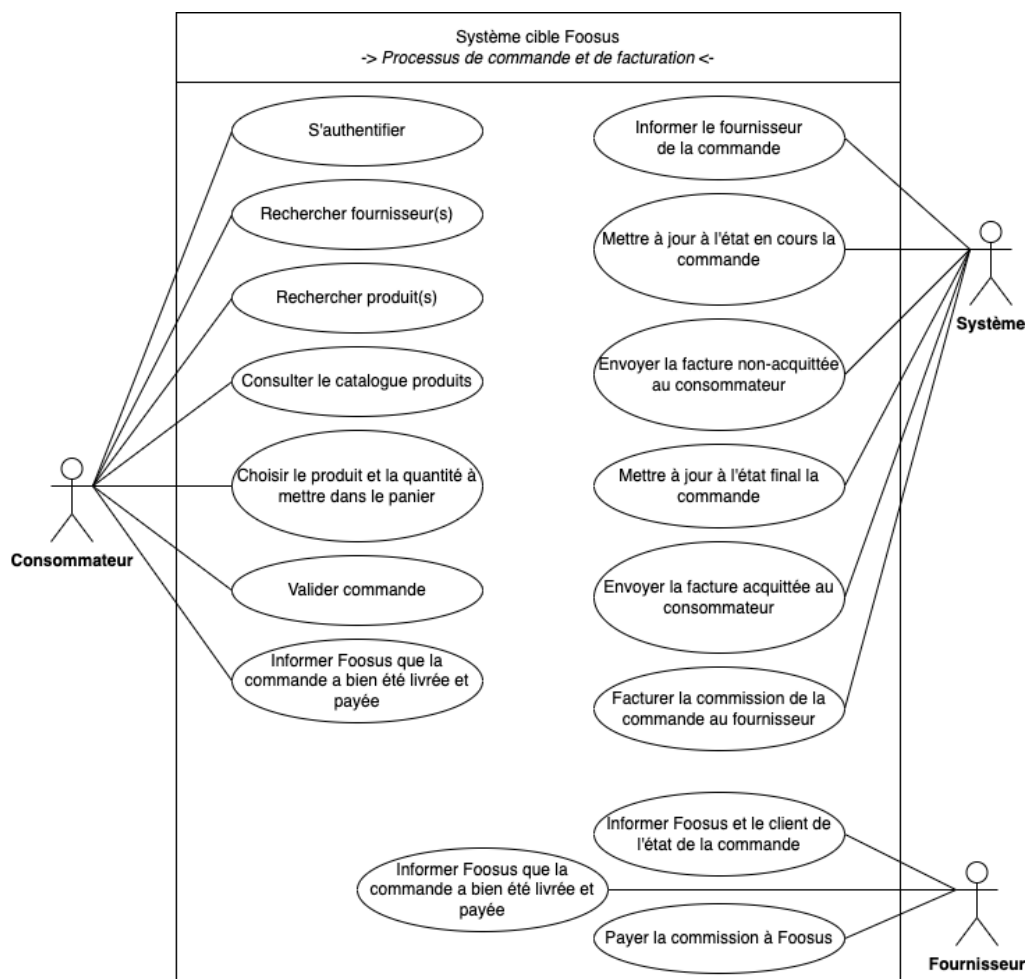 Système cible Foosus
-> Processus de commande et de facturation <-
S'authentifier
Rechercher fournisseur(s)
Rechercher produit(s)
Consulter le catalogue produits
Choisir le produit et la quantité à
mettre dans le panier
Valider commande
Informer Foosus que la
commande a bien été livrée et
payée
Consommateur
Informer le fournisseur
de la commande
Mettre à jour à l'état en cours la
commande
Envoyer la facture non-acquittée
au consommateur
Mettre à jour à l'état final la
commande
Envoyer la facture acquittée au
consommateur
Facturer la commission de la
commande au fournisseur
Système
Informer Foosus et le client de
l'état de la commande
Informer Foosus que la
commande a bien été livrée et
payée
Payer la commission à Foosus
Fournisseur